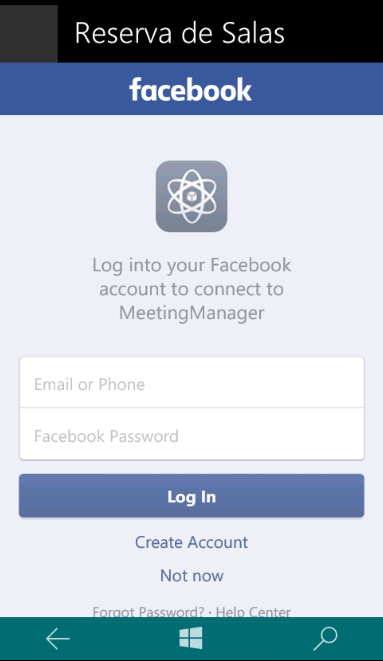 Reserva de Salas
facebook
Log into your Facebook
account to connect to
MeetingManager
Email or Phone
Facebook Password
Log In
Create Account
Not now
Forgot Password? · Help Center